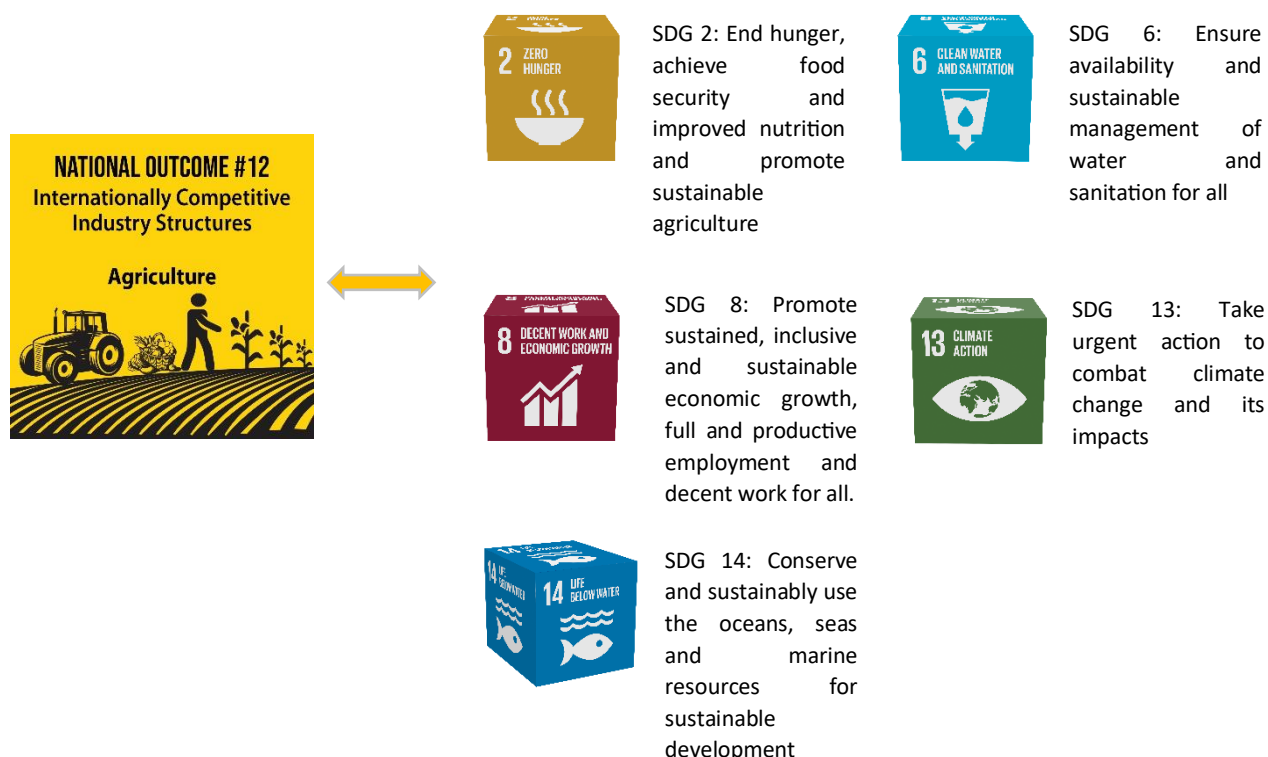 NATIONAL OUTCOME #12
Internationally Competitive
Industry Structures
Agriculture
2 ZERO
HUNGER
SDG 2: End hunger,
achieve food
security and
improved nutrition
and promote
sustainable
agriculture
6 CLEAN WATER
AND SANITATION
SDG 6: Ensure
availability and
sustainable
management of
water and
sanitation for all
8 DECENT WORK AND
ECONOMIC GROWTH
SDG 8: Promote
sustained, inclusive
and sustainable
economic growth,
full and productive
employment and
decent work for all.
13 CLIMATE
ACTION
SDG 13: Take
urgent action to
combat climate
change and its
impacts
14 LIFE
BELOW WATER
14 LIFE
BELOW WATER
SDG 14: Conserve
and sustainably use
the oceans, seas
and marine
resources for
sustainable
development